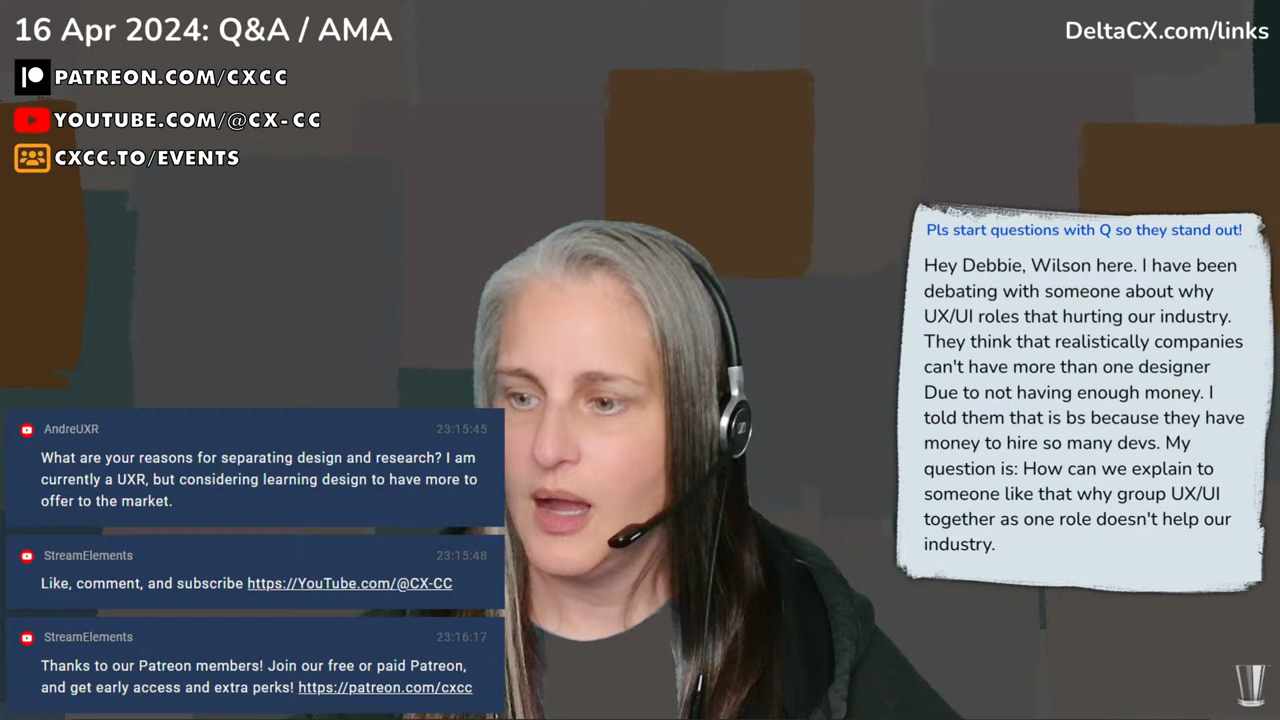 16 Apr 2024: Q&A / AMA
DeltaCX.com/links
PATREON.COM/CXCC
YOUTUBE.COM/@CX-CC
CXCC.TO/EVENTS
Pls start questions with Q so they stand out!
Hey Debbie, Wilson here. I have been
debating with someone about why
UX/UI roles that hurting our industry.
They think that realistically companies
can't have more than one designer
Due to not having enough money. I
told them that is bs because they have
money to hire so many devs. My
question is: How can we explain to
someone like that why group UX/UI
together as one role doesn't help our
industry.
AndreUXR 23:15:45
What are your reasons for separating design and research? I am
currently a UXR, but considering learning design to have more to
offer to the market.
StreamElements 23:15:48
Like, comment, and subscribe https://YouTube.com/@CX-CC
StreamElements 23:16:17
Thanks to our Patreon members! Join our free or paid Patreon,
and get early access and extra perks! https://patreon.com/cxcc